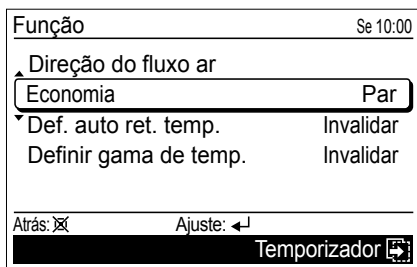 Função Se 10:00
Direção do fluxo ar
Economia Par
Def. auto ret. temp. Invalidar
Definir gama de temp. Invalidar
Atrás: Ajuste:
Temporizador